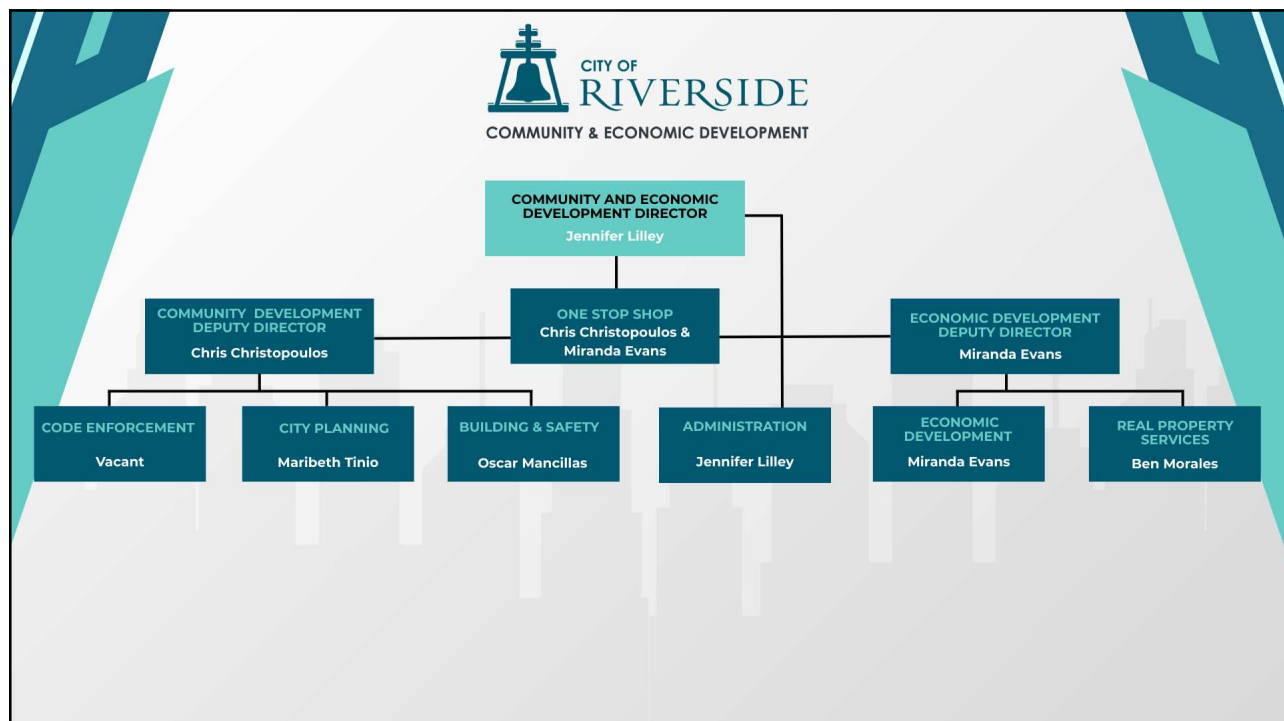 CITY OF
RIVERSIDE
COMMUNITY & ECONOMIC DEVELOPMENT
COMMUNITY AND ECONOMIC
DEVELOPMENT DIRECTOR
Jennifer Lilley
COMMUNITY DEVELOPMENT
DEPUTY DIRECTOR
Chris Christopoulos
ONE STOP SHOP
Chris Christopoulos &
Miranda Evans
ECONOMIC DEVELOPMENT
DEPUTY DIRECTOR
Miranda Evans
CODE ENFORCEMENT
Vacant
CITY PLANNING
Maribeth Tinio
BUILDING & SAFETY
Oscar Mancillas
ADMINISTRATION
Jennifer Lilley
ECONOMIC
DEVELOPMENT
Miranda Evans
REAL PROPERTY
SERVICES
Ben Morales